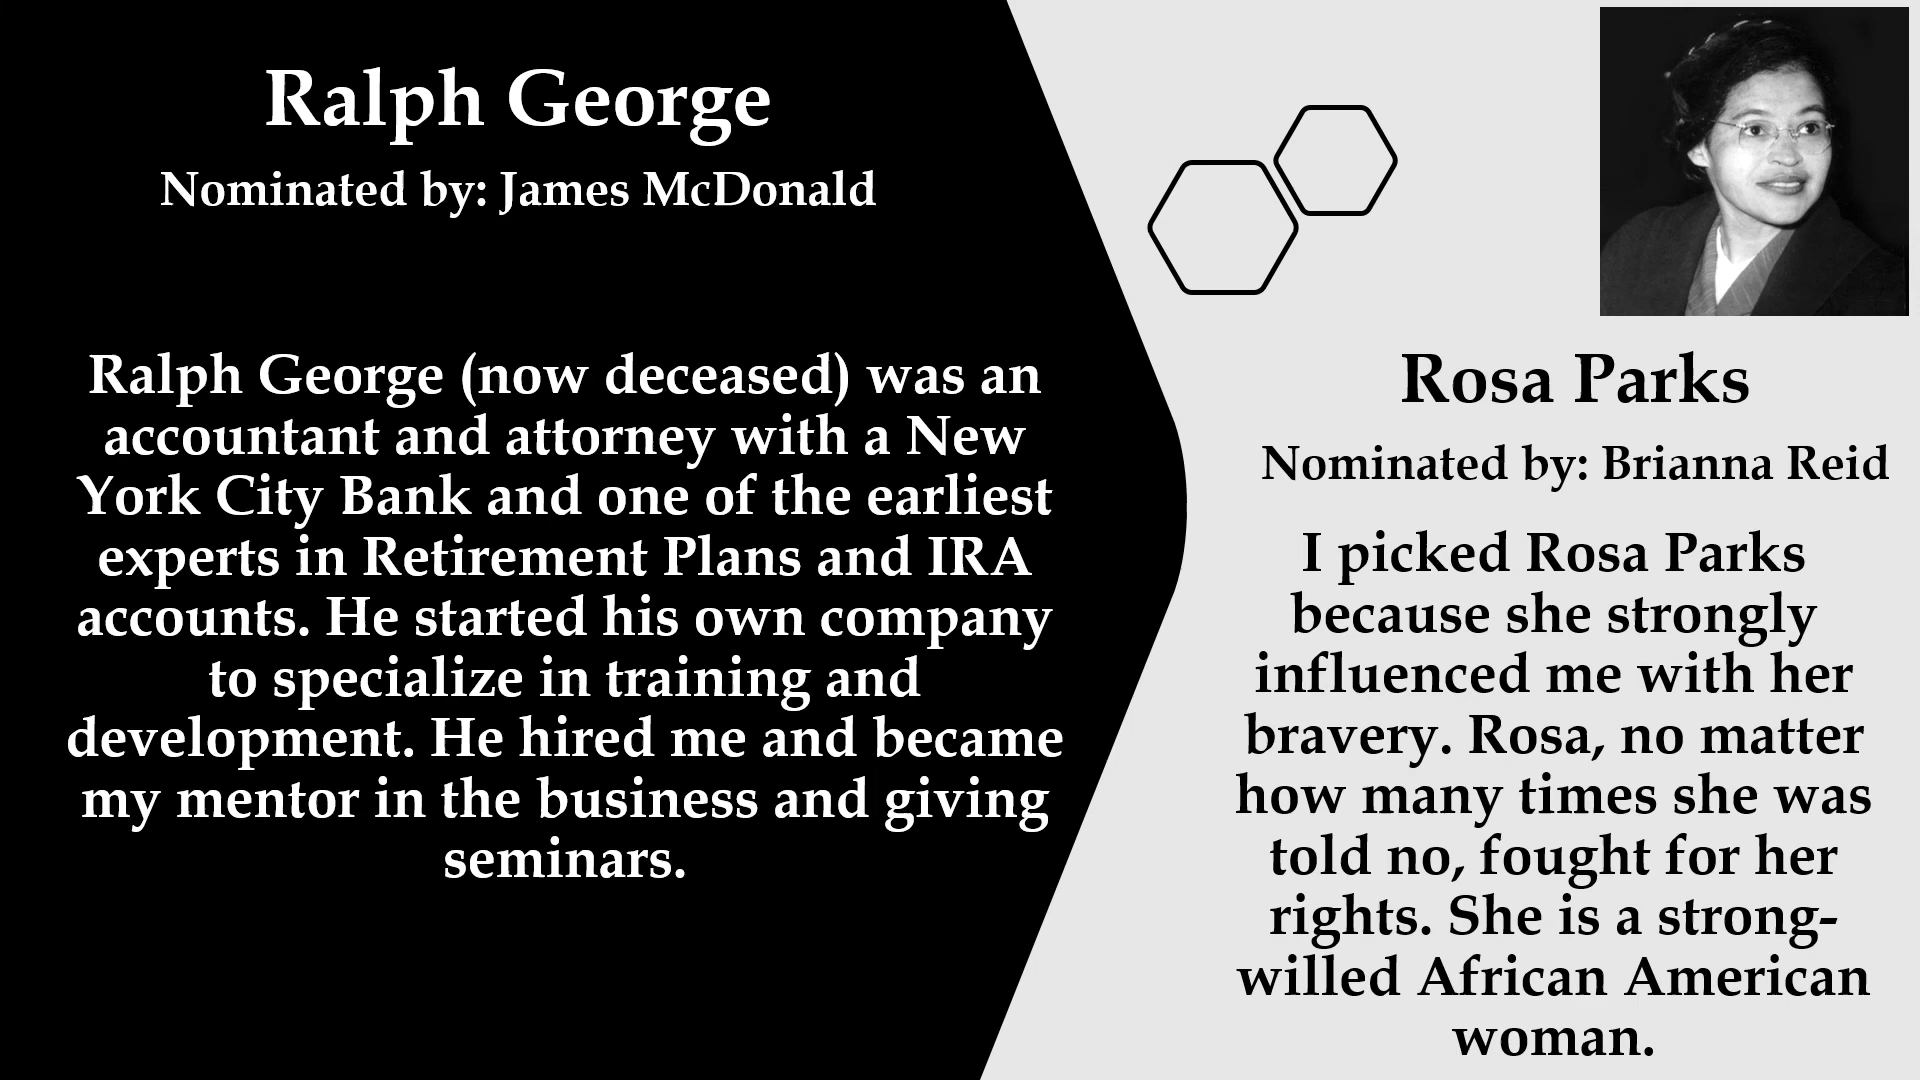 Ralph George
Nominated by: James McDonald
Ralph George (now deceased) was an
accountant and attorney with a New
York City Bank and one of the earliest
experts in Retirement Plans and IRA
accounts. He started his own company
to specialize in training and
development. He hired me and became
my mentor in the business and giving
seminars.
Rosa Parks
Nominated by: Brianna Reid
I picked Rosa Parks
because she strongly
influenced me with her
bravery. Rosa, no matter
how many times she was
told no, fought for her
rights. She is a strong-
willed African American
woman.